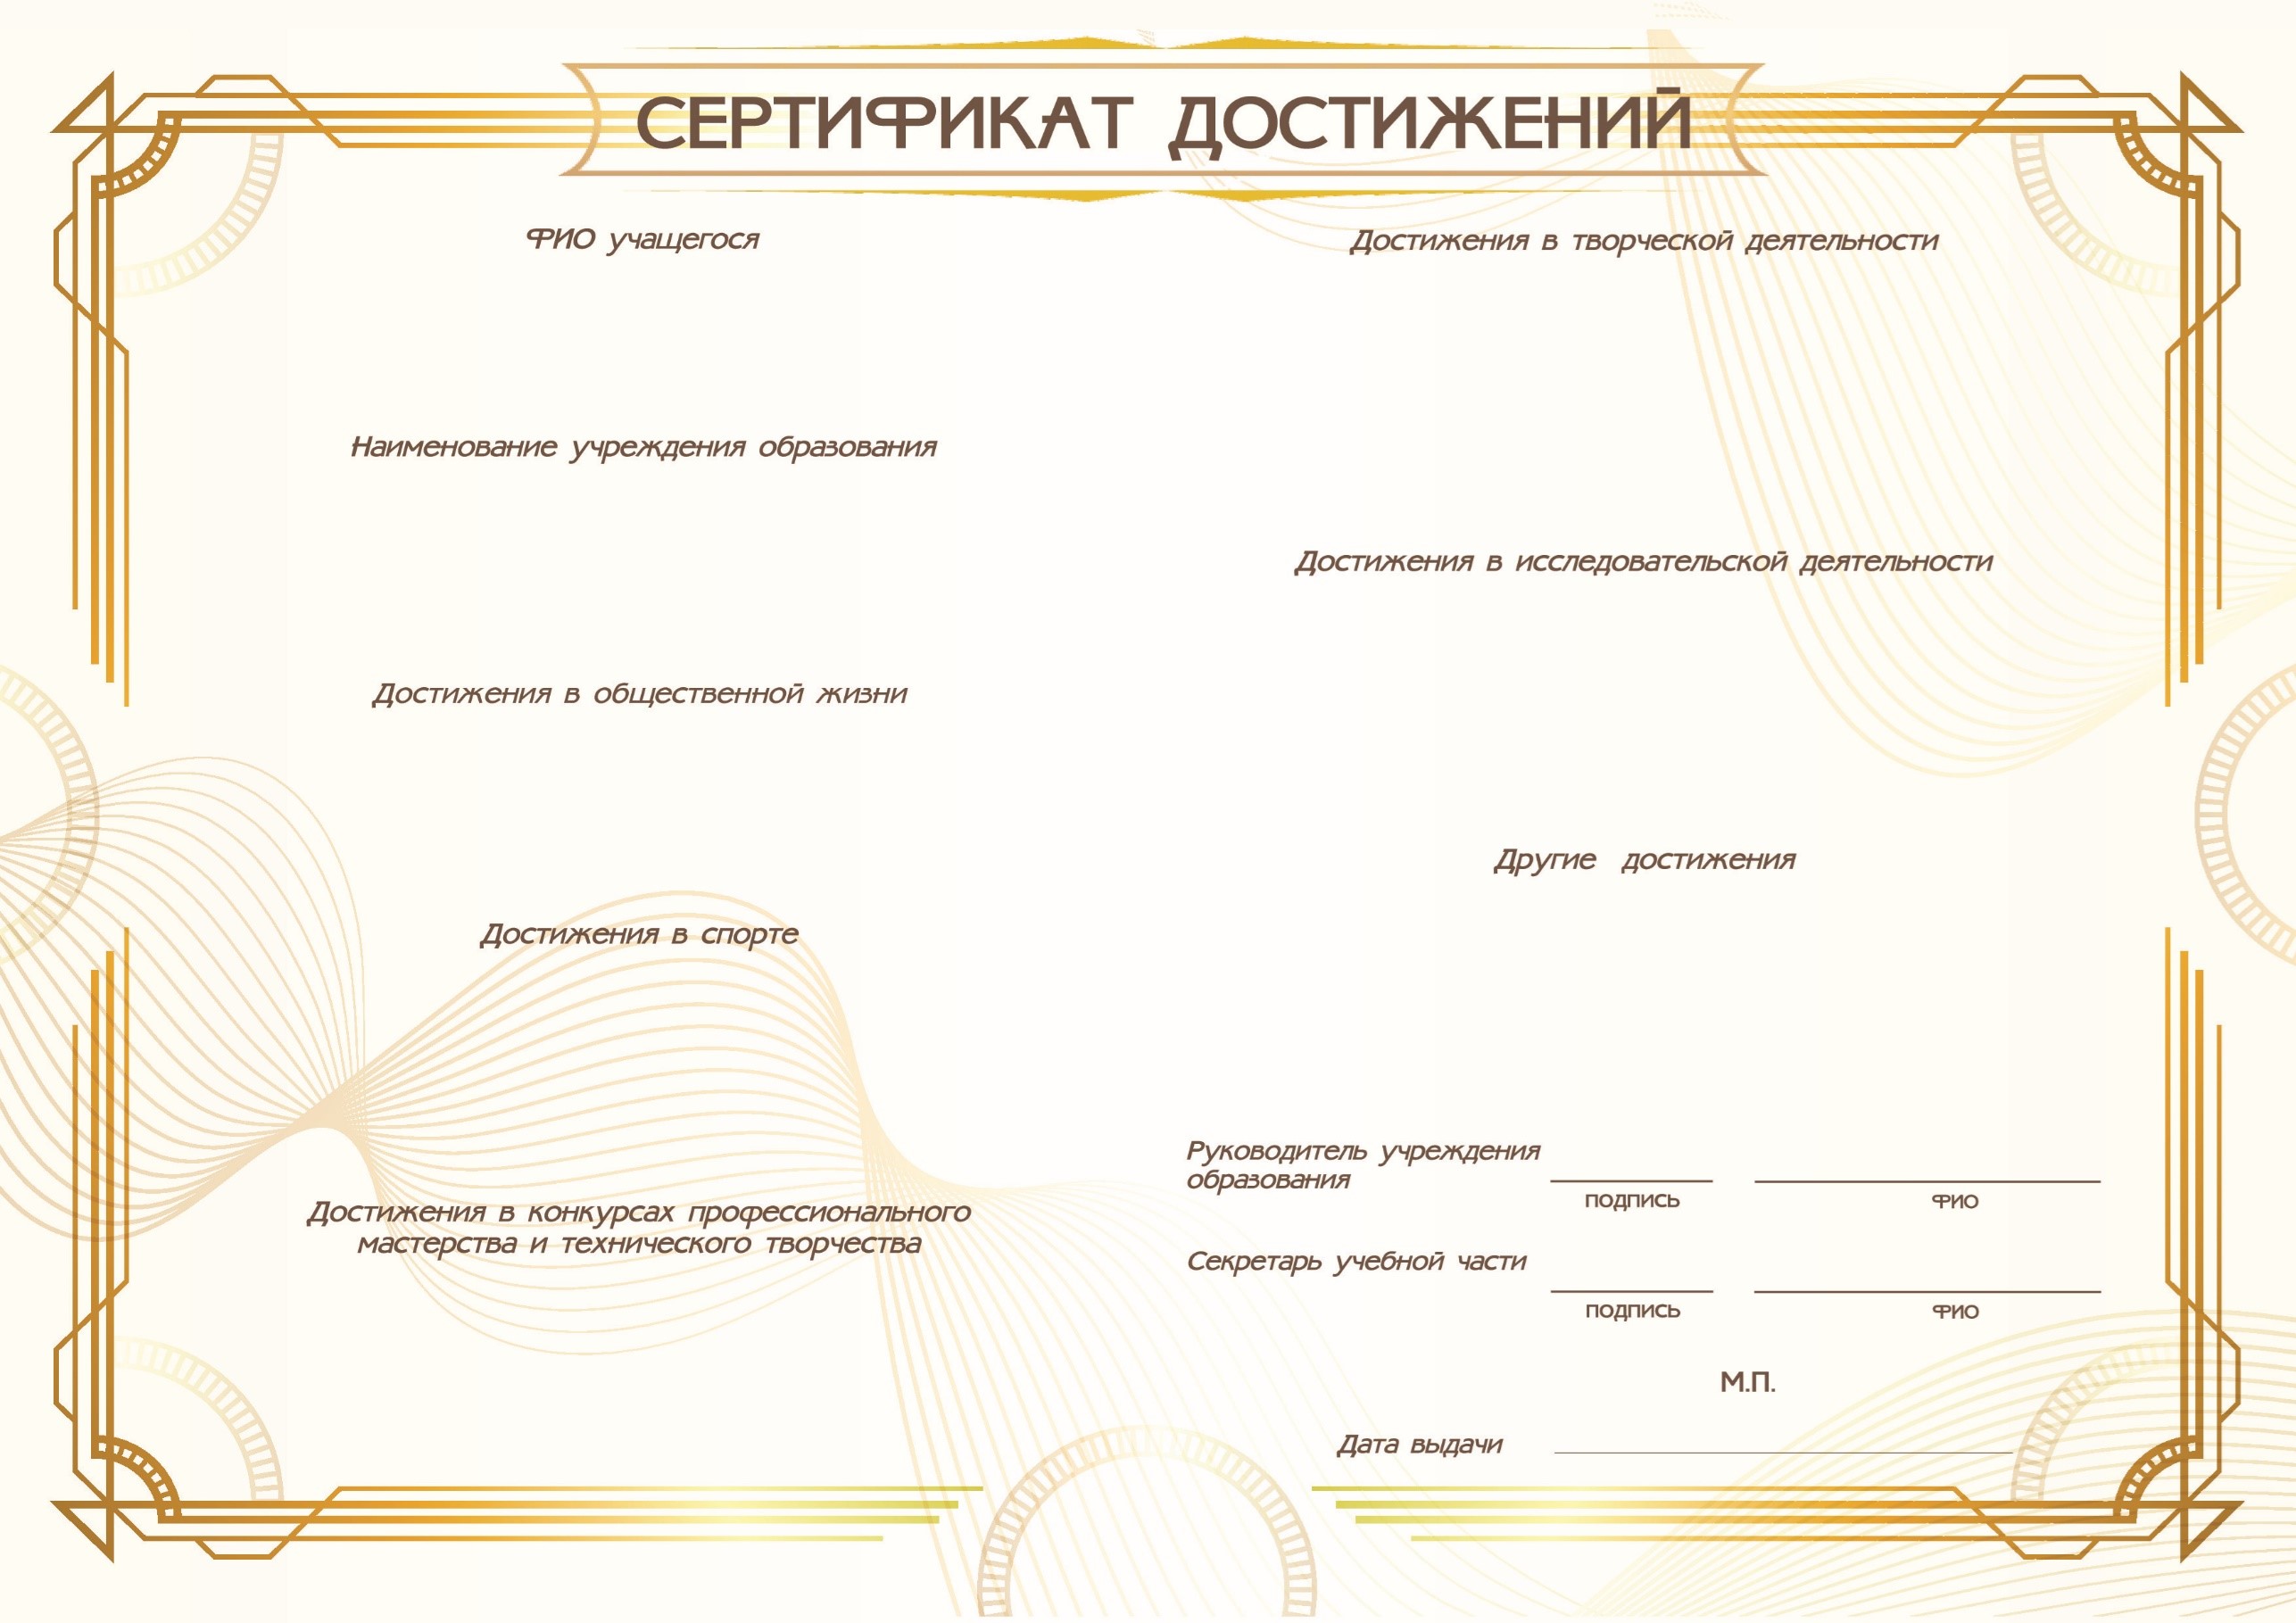 СЕРТИФИКАТ ДОСТИЖЕНИЙ
ФИО учащегося
Наименование учреждения образования
Достижения в общественной жизни
Достижения в спорте
Достижения в конкурсах профессионального
мастерства и технического творчества
Достижения в творческой деятельности
Достижения в исследовательской деятельности
Другие достижения
Руководитель учреждения
образования
подпись ФИО
Секретарь учебной части
подпись ФИО
М.П.
Дата выдачи